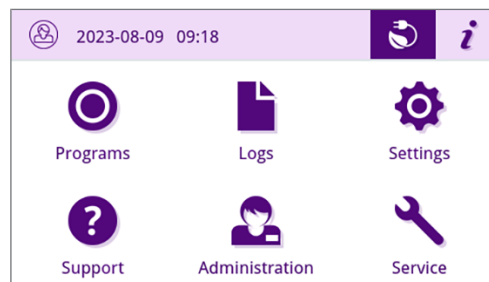 2023-08-09 09:18
i
Programs Logs Settings
?
Support Administration Service